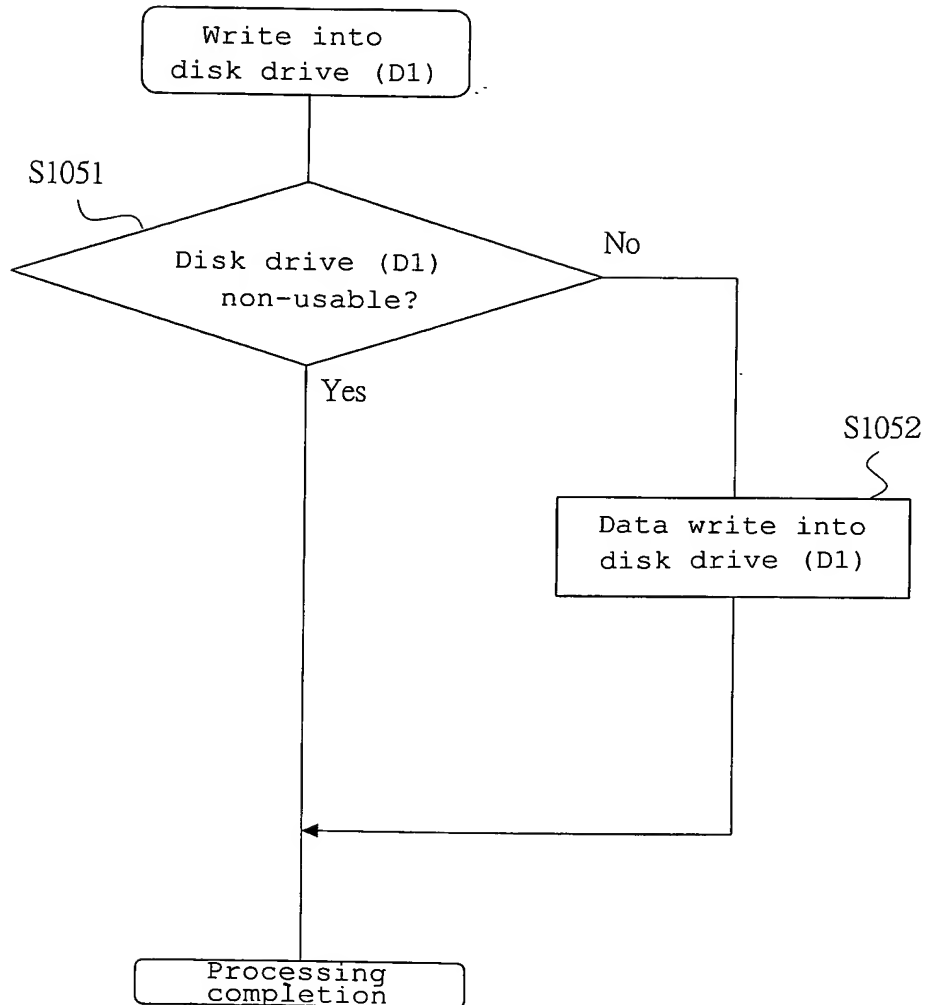 Write into
disk drive (D1)
S1051
Disk drive (D1)
non-usable?
No
Yes
S1052
Data write into
disk drive (D1)
Processing
completion